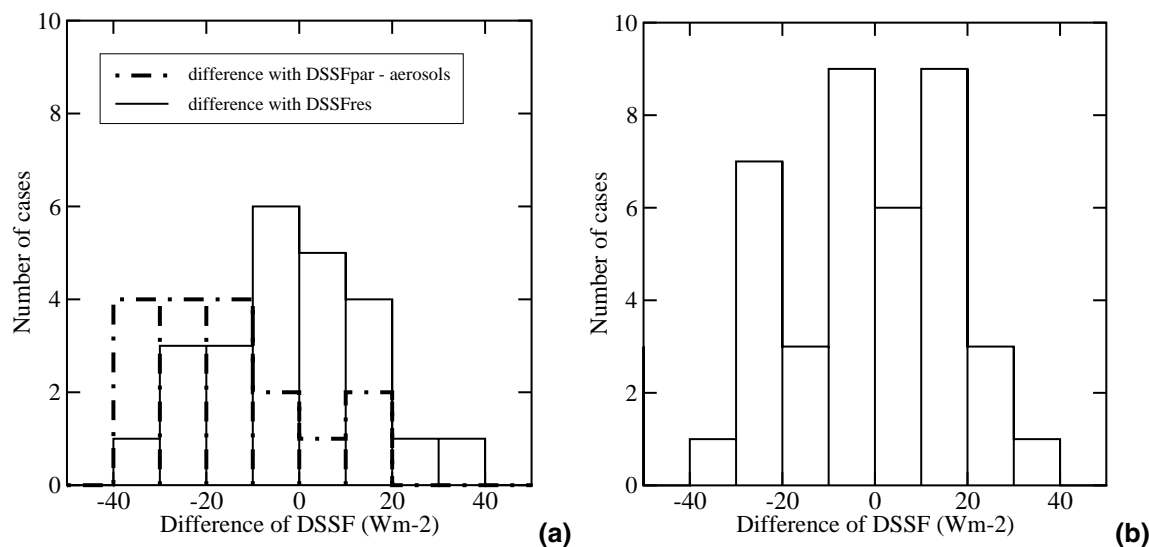 10
8
6
4
2
0
Number of cases
difference with DSSFpar - aerosols
difference with DSSFres
-40 -20 0 20 40
Difference of DSSF (Wm-2)
(a)
10
8
6
4
2
0
Number of cases
-40 -20 0 20 40
Difference of DSSF (Wm-2)
(b)